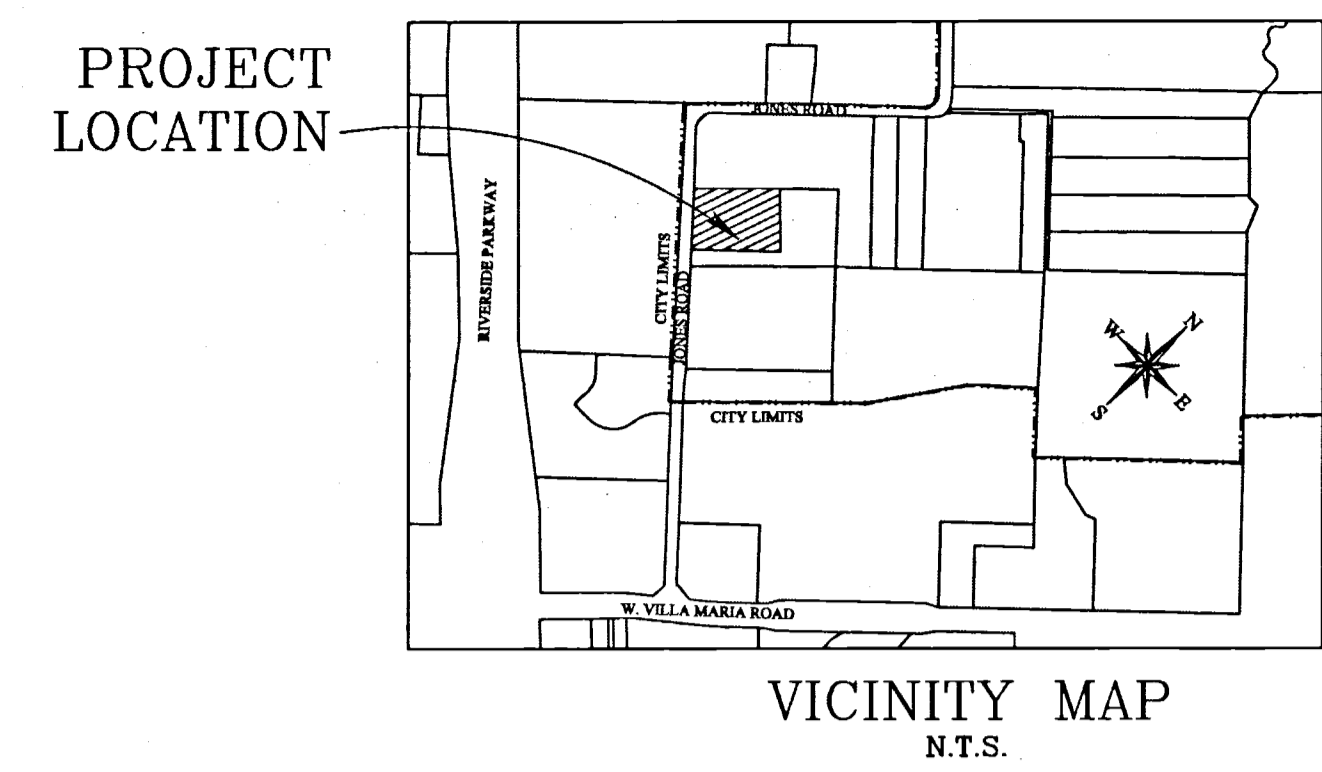 PROJECT
LOCATION
JONES ROAD
RIVERSIDE PARKWAY
CITY LIMITS
JONES ROAD
W
N
S
E
CITY LIMITS
W. VILLA MARIA ROAD
VICINITY MAP
N.T.S.